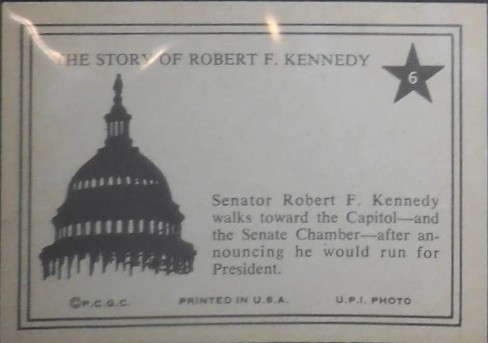 THE STORY OF ROBERT F. KENNEDY
6
Senator Robert F. Kennedy
walks toward the Capitol—and
the Senate Chamber—after an-
nouncing he would run for
President.
©P.C.G.C. PRINTED IN U.S.A. U.P.I. PHOTO